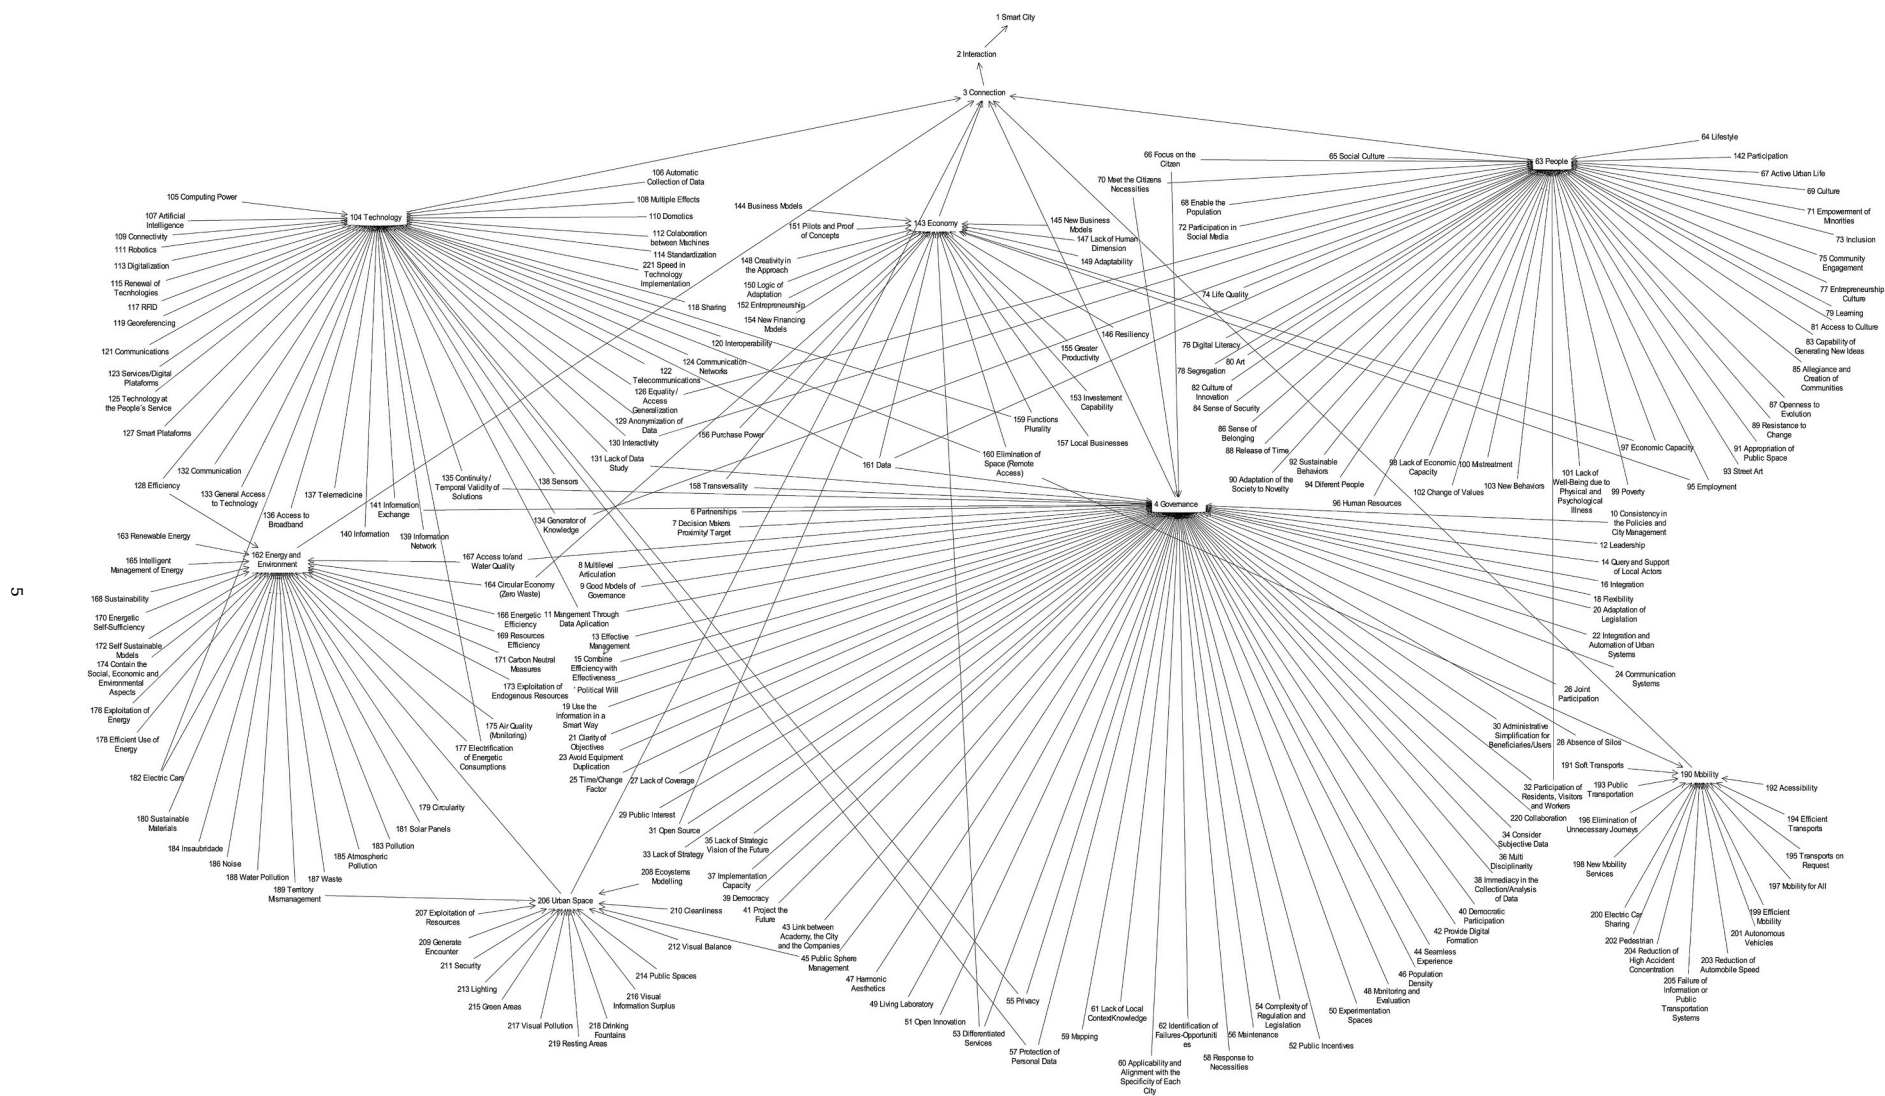 1 Smart City
2 Interaction
3 Connection
64 Lifestyle
142 Participation
66 Focus on the
Citzen
65 Social Culture
63 People
67 Active Urban Life
70 Meet the Citizens
Necessities
69 Culture
68 Enable the
Population
71 Empowerment of
Minorities
72 Participation in
Social Media
73 Inclusion
75 Community
Engagement
77 Entrepreneurship
Culture
79 Learning
81 Access to Culture
83 Capability of
Generating New Ideas
85 Allegiance and
Creation of
Communities
87 Openness to
Evolution
89 Resistance to
Change
91 Appropriation of
Public Space
93 Street Art
95 Employment
97 Economic Capacity
74 Life Quality
76 Digital Literacy
80 Art
78 Segregation
82 Culture of
Innovation
84 Sense of Security
86 Sense of
Belonging
88 Release of Time
90 Adaptation of the
Society to Novelty
92 Sustainable
Behaviors
94 Diferent People
96 Human Resources
98 Lack of Economic
Capacity
100 Mistreatment
102 Change of Values
103 New Behaviors
101 Lack of
Well-Being due to
Physical and
Psychological
Illness
99 Poverty
106 Automatic
Collection of Data
105 Computing Power
104 Technology
108 Multiple Effects
107 Artificial
Intelligence
110 Domotics
109 Connectivity
112 Colaboration
between Machines
111 Robotics
114 Standardization
113 Digitalization
221 Speed in
Technology
Implementation
115 Renewal of
Technologies
117 RFID
118 Sharing
119 Georeferencing
120 Interoperability
121 Communications
124 Communication
Networks
122
Telecommunications
123 Services/Digital
Plataforms
126 Equality /
Access
Generalization
125 Technology at
the People´s Service
129 Anonymization of
Data
127 Smart Plataforms
130 Interactivity
131 Lack of Data
Study
132 Communication
128 Efficiency
133 General Access
to Technology
137 Telemedicine
136 Access to
Broadband
141 Information
Exchange
140 Information
139 Information
Network
135 Continuity /
Temporal Validity of
Solutions
138 Sensors
134 Generator of
Knowledge
144 Business Models
143 Economy
145 New Business
Models
151 Pilots and Proof
of Concepts
147 Lack of Human
Dimension
149 Adaptability
148 Creativity in
the Approach
150 Logic of
Adaptation
152 Entrepreneurship
154 New Financing
Models
146 Resiliency
155 Greater
Productivity
153 Investement
Capability
159 Functions
Plurality
157 Local Businesses
156 Purchase Power
160 Elimination of
Space (Remote
Access)
161 Data
158 Transversality
4 Governance
6 Partnerships
7 Decision Makers
Proximity/ Target
8 Multilevel
Articulation
9 Good Models of
Governance
11 Mangement Through
Data Aplication
13 Effective
Management
15 Combine
Efficiency with
Effectiveness
Political Will
19 Use the
Information in a
Smart Way
21 Clarity of
Objectives
23 Avoid Equipment
Duplication
25 Time/Change
Factor
27 Lack of Coverage
29 Public Interest
31 Open Source
33 Lack of Strategy
35 Lack of Strategic
Vision of the Future
37 Implementation
Capacity
39 Democracy
41 Project the
Future
43 Link between
Academy, the City
and the Companies
45 Public Sphere
Management
47 Harmonic
Aesthetics
49 Living Laboratory
51 Open Innovation
53 Differentiated
Services
55 Privacy
57 Protection of
Personal Data
59 Mapping
61 Lack of Local
ContextKnowledge
60 Applicability and
Alignment with the
Specificity of Each
City
62 Identification of
Failures-Opportuniti
es
58 Response to
Necessities
56 Maintenance
54 Complexity of
Regulation and
Legislation
52 Public Incentives
50 Experimentation
Spaces
48 Monitoring and
Evaluation
46 Population
Density
44 Seamless
Experience
42 Provide Digital
Formation
40 Democratic
Participation
38 Immediacy in the
Collection/Analysis
of Data
36 Multi
Disciplinarity
34 Consider
Subjective Data
220 Collaboration
32 Participation of
Residents, Visitors
and Workers
30 Administrative
Simplification for
Beneficiaries/Users
28 Absence of Silos
26 Joint
Participation
24 Communication
Systems
22 Integration and
Automation of Urban
Systems
20 Adaptation of
Legislation
18 Flexibility
16 Integration
14 Query and Support
of Local Actors
12 Leadership
10 Consistency in
the Policies and
City Management
163 Renewable Energy
162 Energy and
Environment
165 Intelligent
Management of Energy
167 Access to/and
Water Quality
164 Circular Economy
(Zero Waste)
168 Sustainability
166 Energetic
Efficiency
170 Energetic
Self-Sufficiency
169 Resources
Efficiency
172 Self Sustainable
Models
171 Carbon Neutral
Measures
174 Contain the
Social, Economic and
Environmental
Aspects
173 Exploitation of
Endogenous Resources
176 Exploitation of
Energy
175 Air Quality
(Monitoring)
178 Efficient Use of
Energy
177 Electrification
of Energetic
Consumptions
182 Electric Cars
179 Circularity
180 Sustainable
Materials
181 Solar Panels
183 Pollution
184 Insaubridade
185 Atmospheric
Pollution
186 Noise
188 Water Pollution
187 Waste
189 Territory
Mismanagement
206 Urban Space
208 Ecoystems
Modelling
207 Exploitation of
Resources
210 Cleanliness
209 Generate
Encounter
212 Visual Balance
211 Security
214 Public Spaces
213 Lighting
216 Visual
Information Surplus
215 Green Areas
217 Visual Pollution
218 Drinking
Fountains
219 Resting Areas
190 Mobility
191 Soft Transports
193 Public
Transportation
192 Acessibility
196 Elimination of
Unnecessary Journeys
194 Efficient
Transports
195 Transports on
Request
198 New Mobility
Services
197 Mobility for All
200 Electric Car
Sharing
199 Efficient
Mobility
202 Pedestrian
201 Autonomous
Vehicles
204 Reduction of
High Accident
Concentration
203 Reduction of
Automobile Speed
205 Failure of
Information or
Public
Transportation
Systems
5